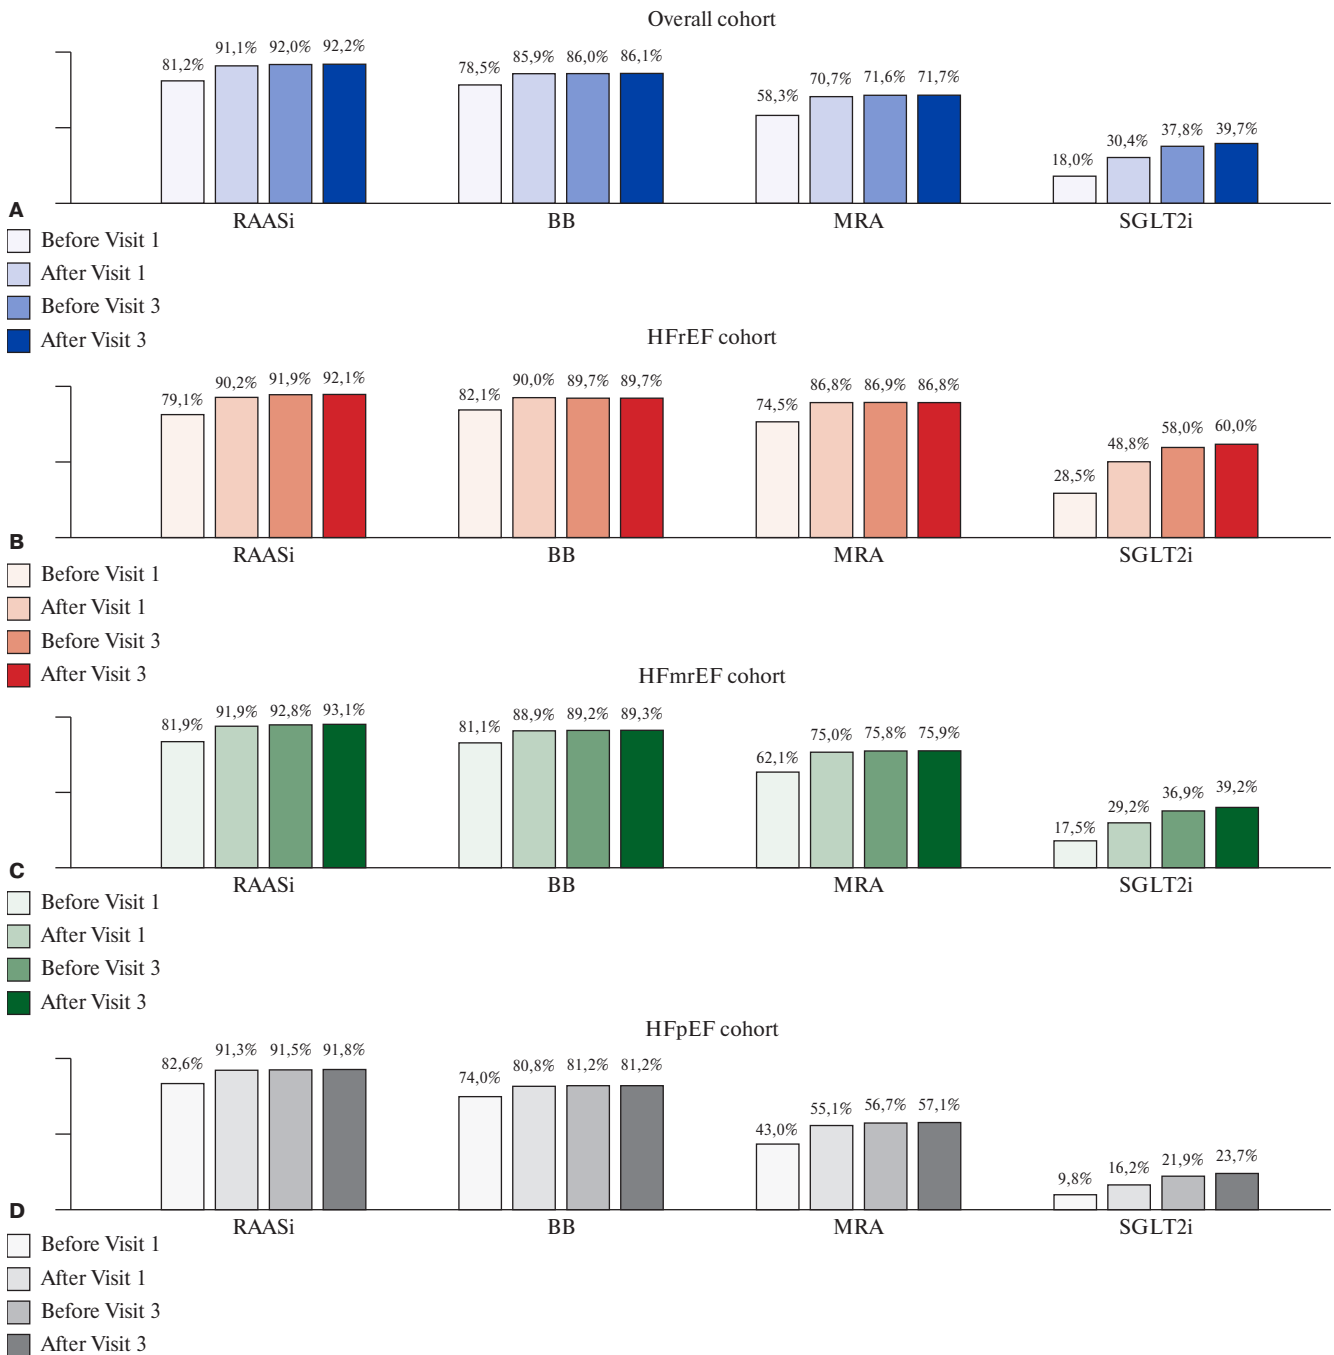 Overall cohort
81,2% 91,1% 92,0% 92,2% 78,5% 85,9% 86,0% 86,1% 58,3% 70,7% 71,6% 71,7% 18,0% 30,4% 37,8% 39,7%
A
RAASi BB MRA SGLT2i
Before Visit 1
After Visit 1
Before Visit 3
After Visit 3
HFrEF cohort
79,1% 90,2% 91,9% 92,1% 82,1% 90,0% 89,7% 89,7% 74,5% 86,8% 86,9% 86,8% 28,5% 48,8% 58,0% 60,0%
B
RAASi BB MRA SGLT2i
Before Visit 1
After Visit 1
Before Visit 3
After Visit 3
HFmrEF cohort
81,9% 91,9% 92,8% 93,1% 81,1% 88,9% 89,2% 89,3% 62,1% 75,0% 75,8% 75,9% 17,5% 29,2% 36,9% 39,2%
C
RAASi BB MRA SGLT2i
Before Visit 1
After Visit 1
Before Visit 3
After Visit 3
HFpEF cohort
82,6% 91,3% 91,5% 91,8% 74,0% 80,8% 81,2% 81,2% 43,0% 55,1% 56,7% 57,1% 9,8% 16,2% 21,9% 23,7%
D
RAASi BB MRA SGLT2i
Before Visit 1
After Visit 1
Before Visit 3
After Visit 3